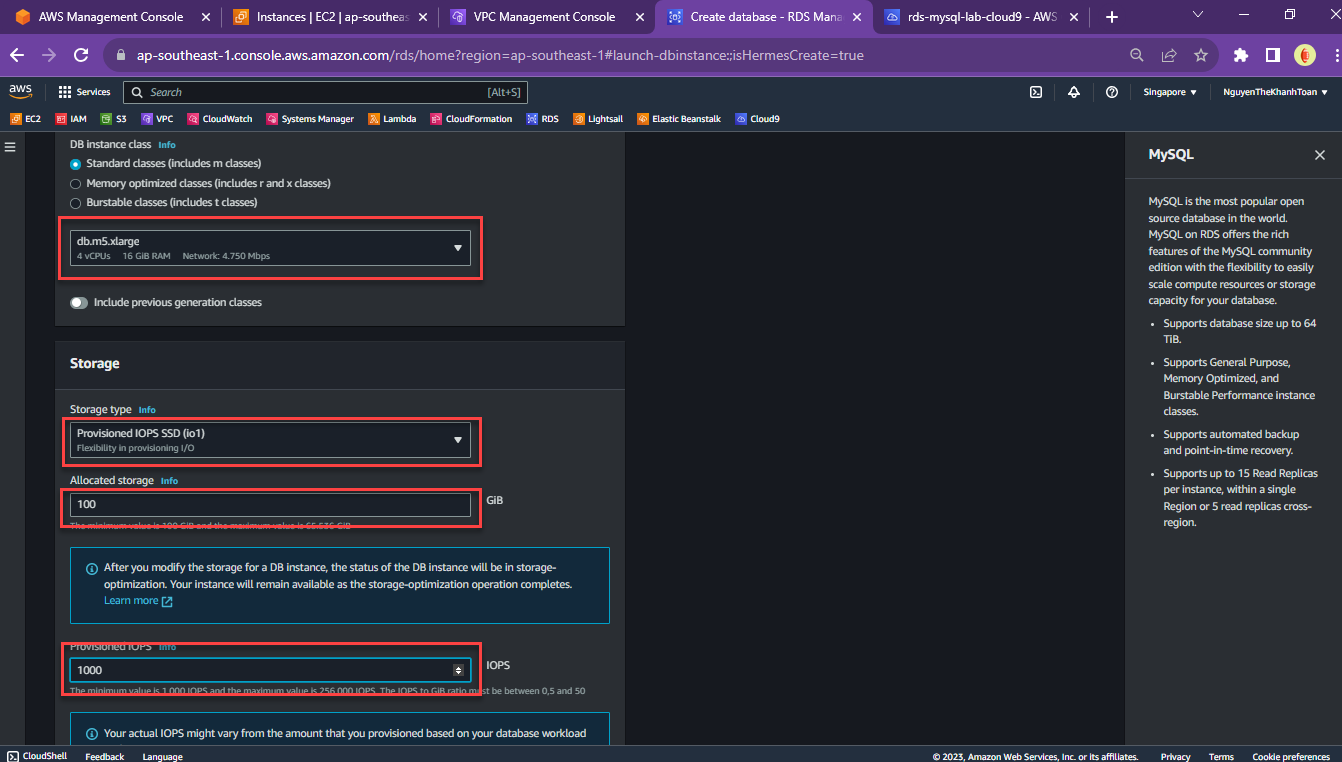 AWS Management Console
Instances | EC2 | ap-southeas
VPC Management Console
Create database - RDS Mana
rds-mysql-lab-cloud9 - AWS
ap-southeast-1.console.aws.amazon.com/rds/home?region=ap-southeast-1#launch-dbinstance:;isHermesCreate=true
aws
Services
Search
[Alt+S]
Singapore
NguyenTheKhanhToan
EC2
IAM
S3
VPC
CloudWatch
Systems Manager
Lambda
CloudFormation
RDS
Lightsail
Elastic Beanstalk
Cloud9
DB instance class Info
Standard classes (includes m classes)
Memory optimized classes (includes r and x classes)
Burstable classes (includes t classes)
db.m5.xlarge
4 vCPUs 16 GiB RAM Network: 4.750 Mbps
Include previous generation classes
Storage
Storage type Info
Provisioned IOPS SSD (io1)
Flexibility in provisioning I/O
Allocated storage Info
100
GiB
The minimum value is 100 GiB and the maximum value is 65.536 GiB
After you modify the storage for a DB instance, the status of the DB instance will be in storage-
optimization. Your instance will remain available as the storage-optimization operation completes.
Learn more
Provisioned IOPS Info
1000
IOPS
The minimum value is 1.000 IOPS and the maximum value is 256.000 IOPS. The IOPS to GiB ratio must be between 0,5 and 50
Your actual IOPS might vary from the amount that you provisioned based on your database workload
MySQL
MySQL is the most popular open
source database in the world.
MySQL on RDS offers the rich
features of the MySQL community
edition with the flexibility to easily
scale compute resources or storage
capacity for your database.
• Supports database size up to 64
TiB.
• Supports General Purpose,
Memory Optimized, and
Burstable Performance instance
classes.
• Supports automated backup
and point-in-time recovery.
• Supports up to 15 Read Replicas
per instance, within a single
Region or 5 read replicas cross-
region.
CloudShell
Feedback
Language
© 2023, Amazon Web Services, Inc. or its affiliates.
Privacy
Terms
Cookie preferences